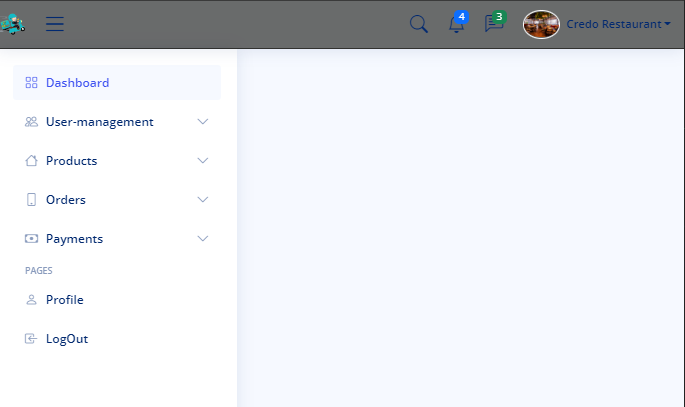 4
3
Credo Restaurant
Dashboard
User-management
Products
Orders
Payments
PAGES
Profile
LogOut